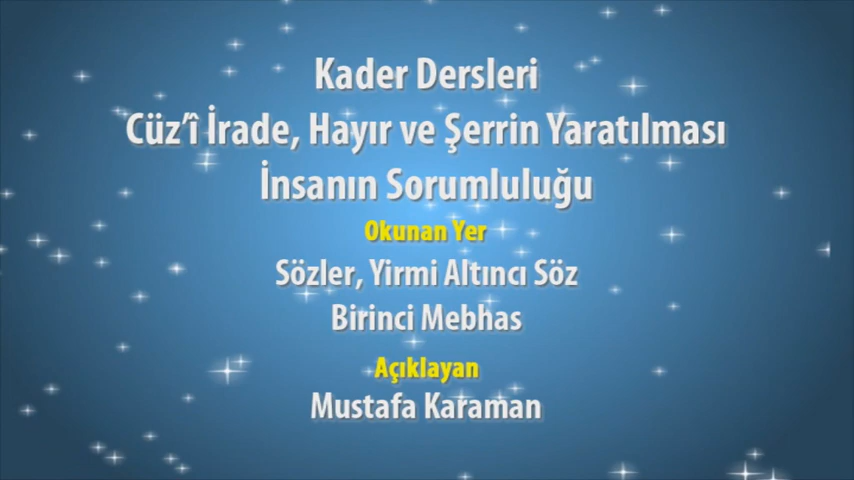 Kader Dersleri
Cüz'î İrade, Hayır ve Şerrin Yaratılması
İnsanın Sorumluluğu
Okunan Yer
Sözler, Yirmi Altıncı Söz
Birinci Mebhas
Açıklayan
Mustafa Karaman